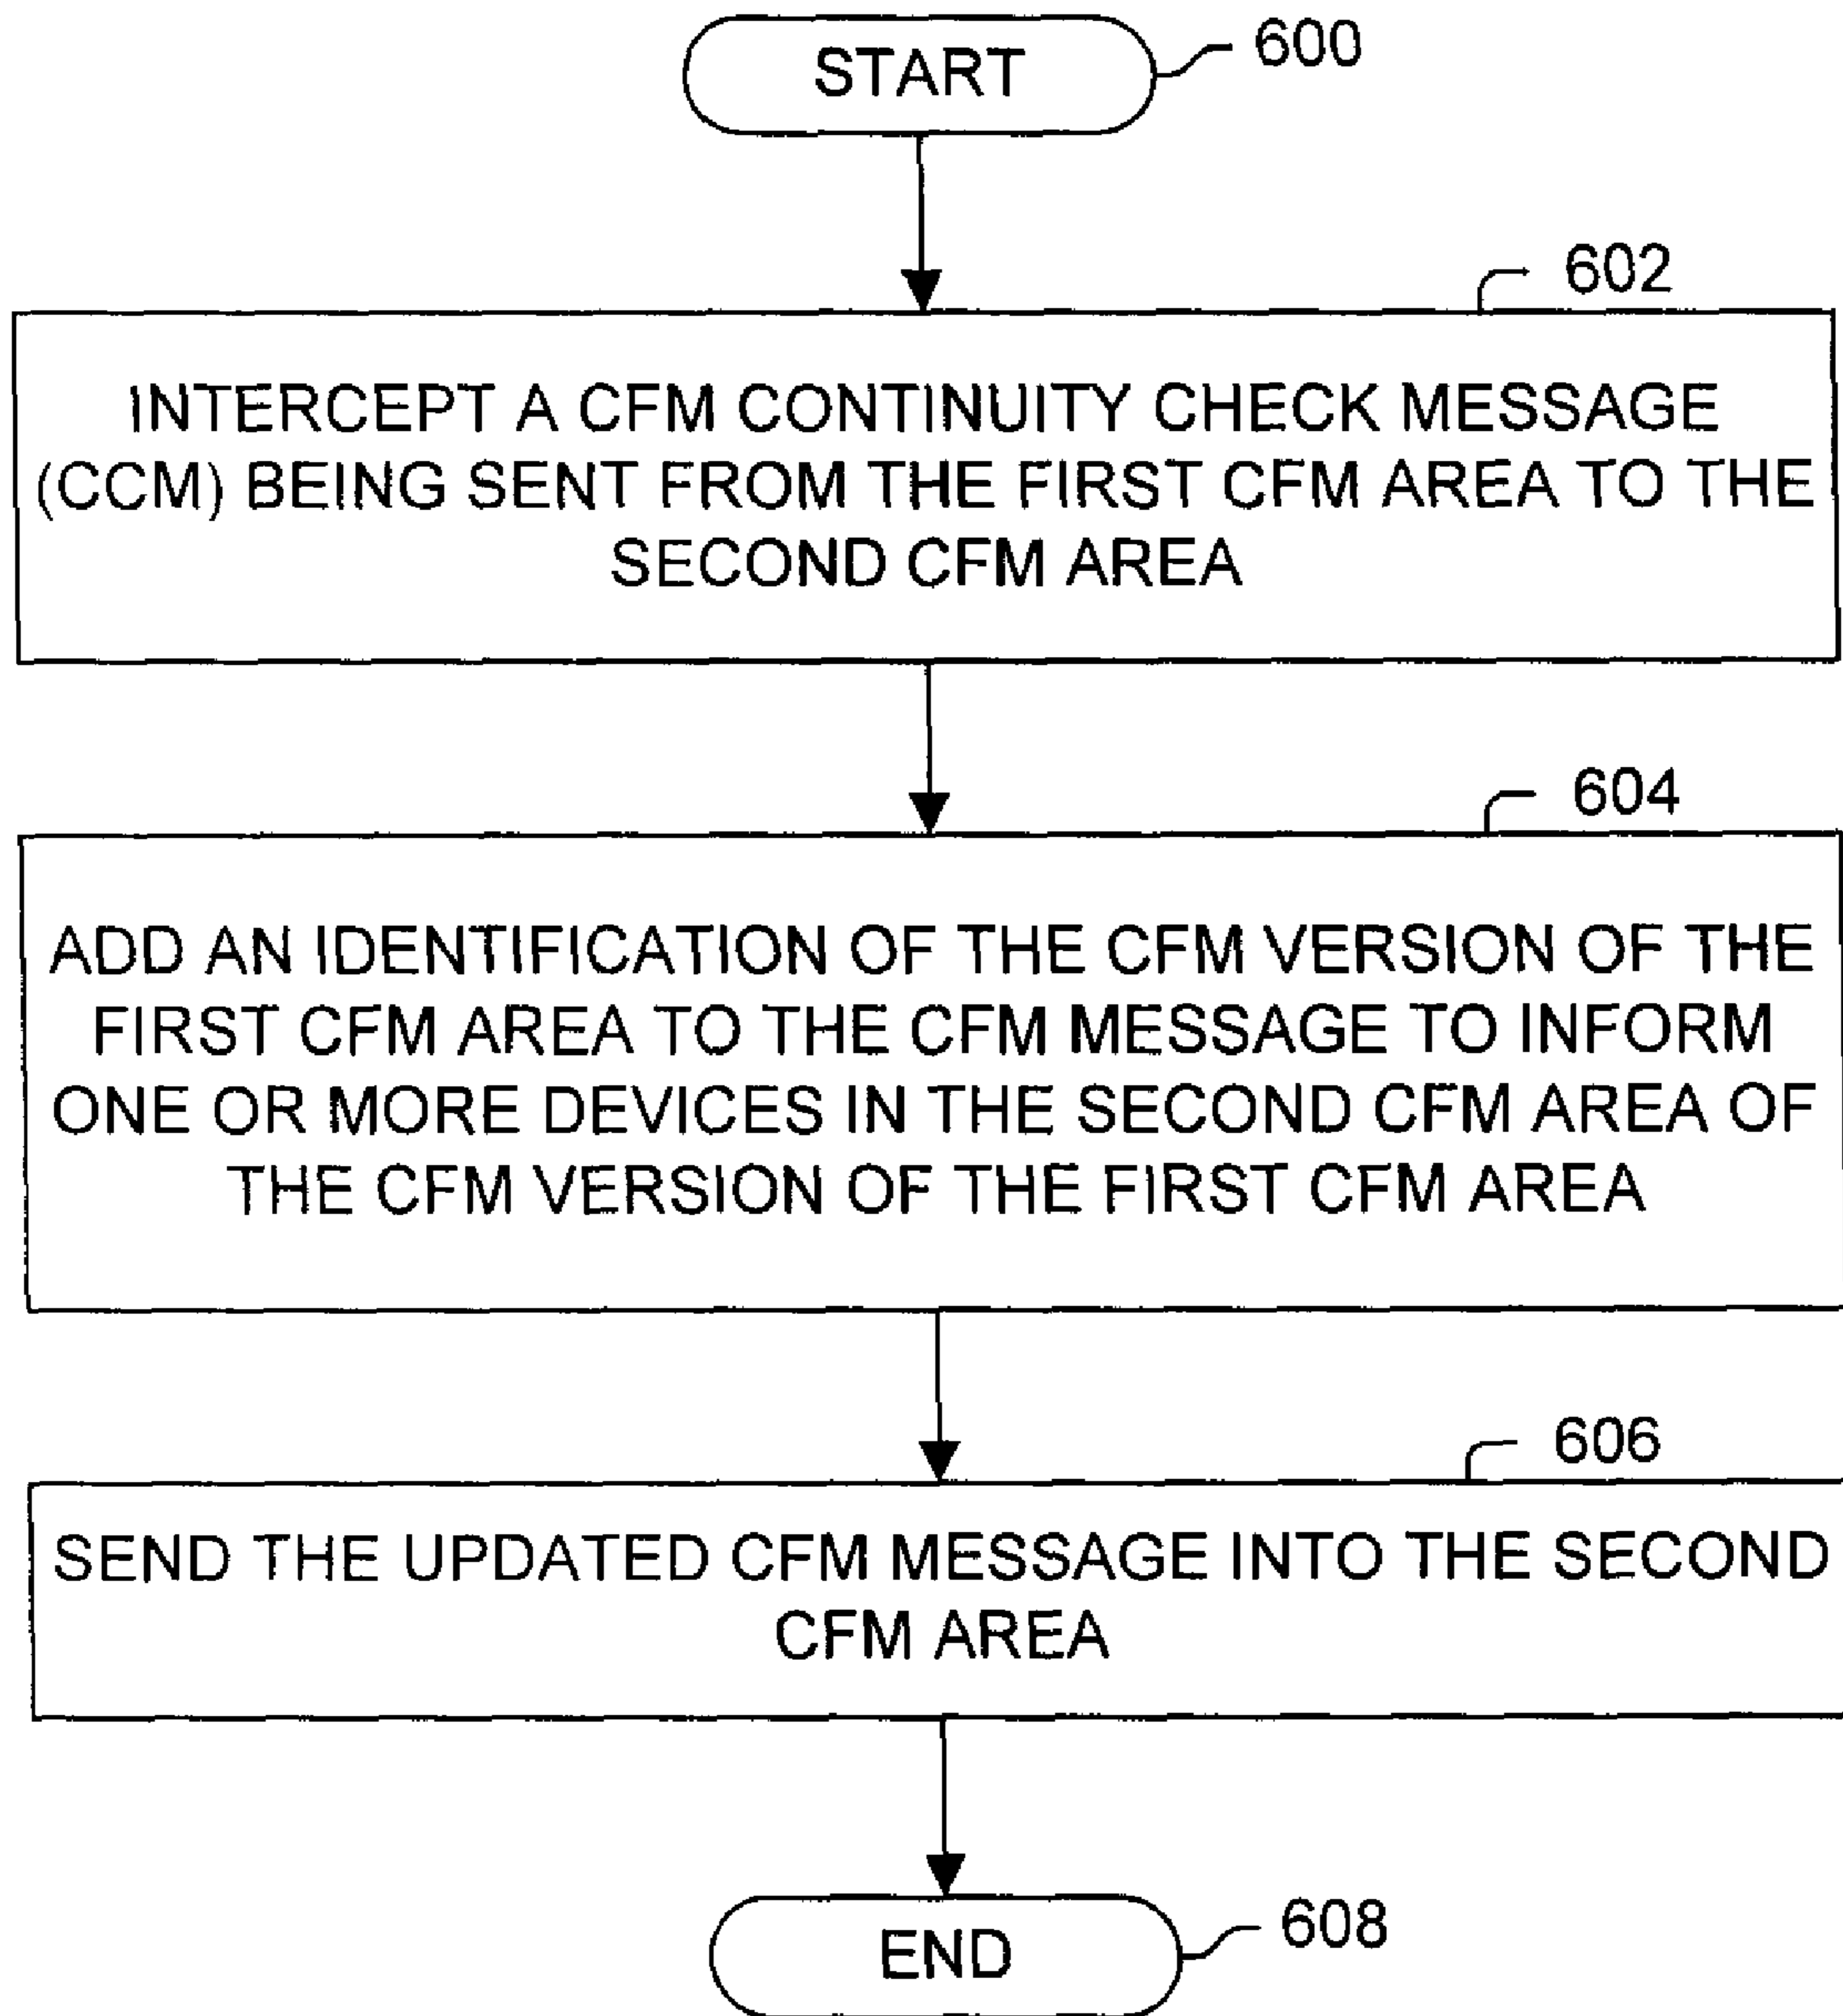 START
600
602
INTERCEPT A CFM CONTINUITY CHECK MESSAGE
(CCM) BEING SENT FROM THE FIRST CFM AREA TO THE
SECOND CFM AREA
604
ADD AN IDENTIFICATION OF THE CFM VERSION OF THE
FIRST CFM AREA TO THE CFM MESSAGE TO INFORM
ONE OR MORE DEVICES IN THE SECOND CFM AREA OF
THE CFM VERSION OF THE FIRST CFM AREA
606
SEND THE UPDATED CFM MESSAGE INTO THE SECOND
CFM AREA
END
608